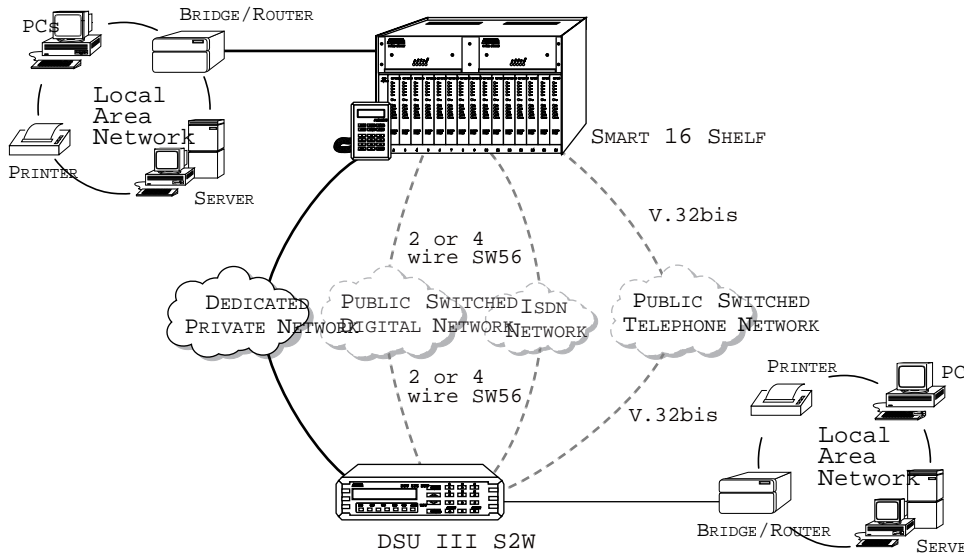 BRIDGE/ROUTER
PCs
Local
Area
Network
PRINTER
SERVER
SMART 16 SHELF
V.32bis
2 or 4
wire SW56
DEDICATED
PRIVATE NETWORK
PUBLIC SWITCHED
DIGITAL NETWORK
ISDN
NETWORK
PUBLIC SWITCHED
TELEPHONE NETWORK
2 or 4
wire SW56
V.32bis
PRINTER
PC
Local
Area
Network
BRIDGE/ROUTER
SERVE
DSU III S2W